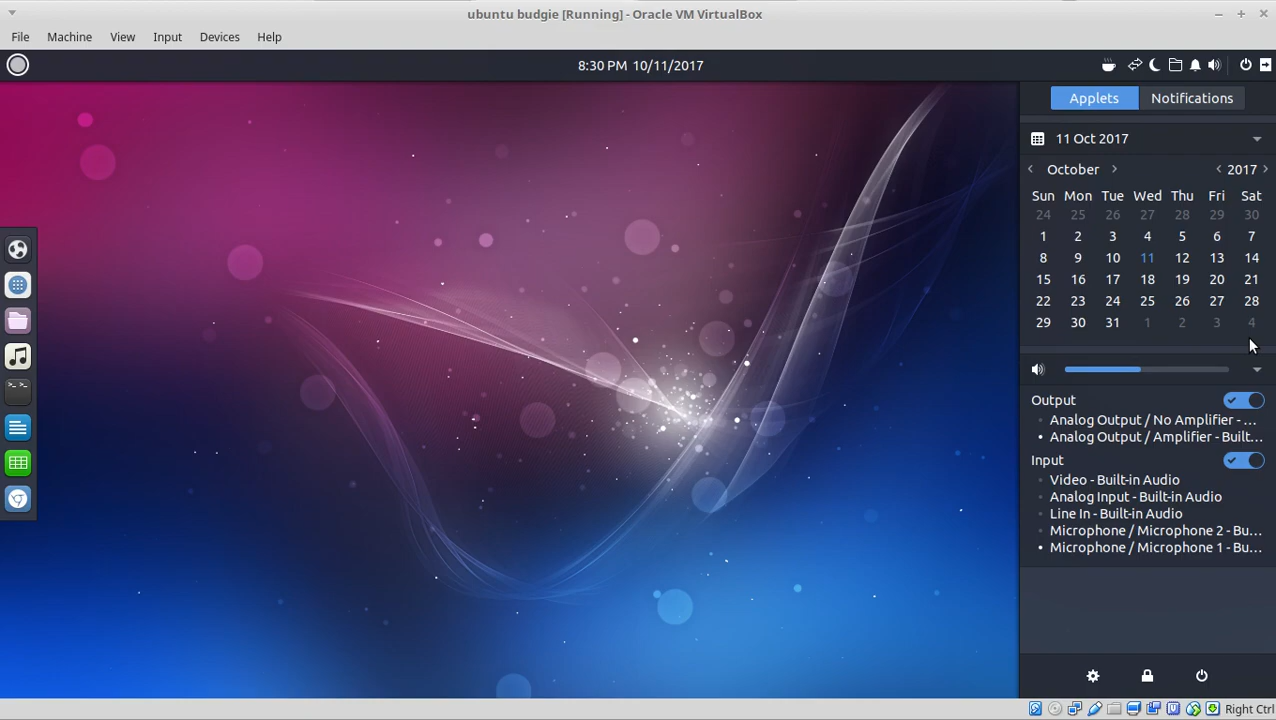 ubuntu budgie [Running] - Oracle VM VirtualBox
File Machine View Input Devices Help
8:30 PM 10/11/2017
Applets Notifications
11 Oct 2017
October 2017
Sun Mon Tue Wed Thu Fri Sat
24 25 26 27 28 29 30
1 2 3 4 5 6 7
8 9 10 11 12 13 14
15 16 17 18 19 20 21
22 23 24 25 26 27 28
29 30 31 1 2 3 4
Output
Analog Output / No Amplifier - ...
Analog Output / Amplifier - Built...
Input
Video - Built-in Audio
Analog Input - Built-in Audio
Line In - Built-in Audio
Microphone / Microphone 2 - Bu...
Microphone / Microphone 1 - Bu...
Right Ctrl